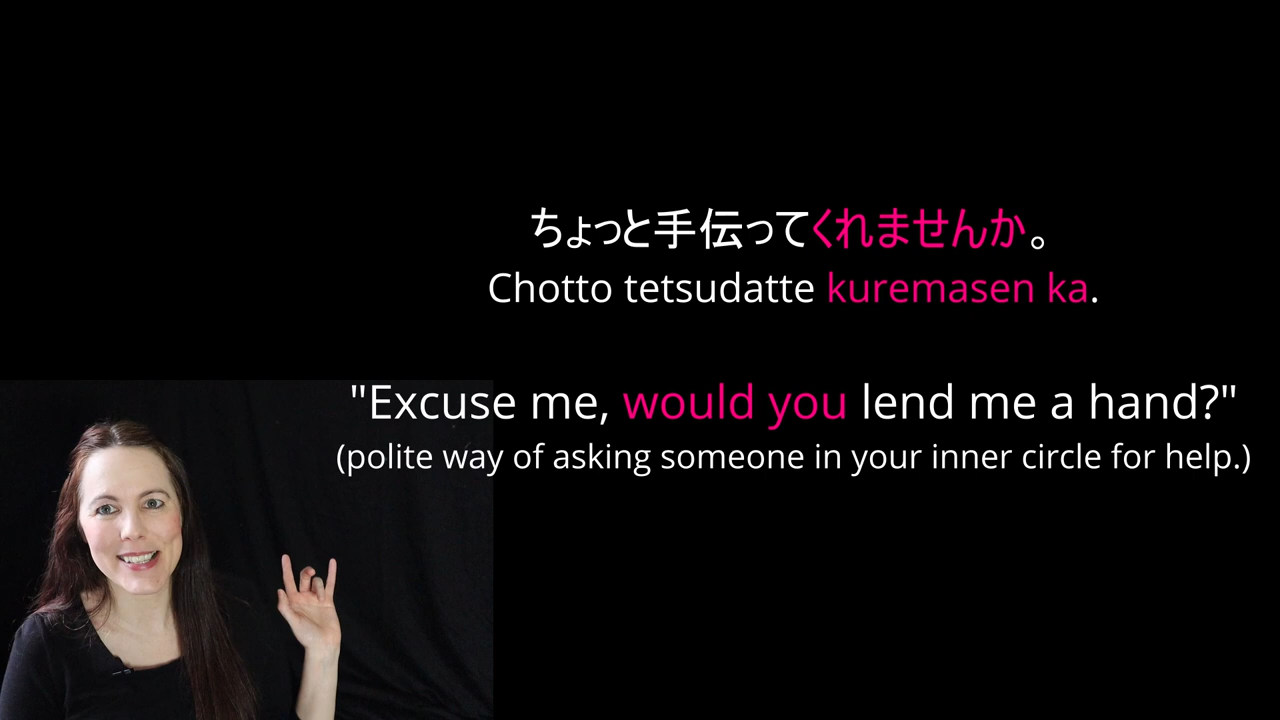 ちょっと手伝ってくれませんか。
Chotto tetsudatte kuremasen ka.
"Excuse me, would you lend me a hand?"
(polite way of asking someone in your inner circle for help.)